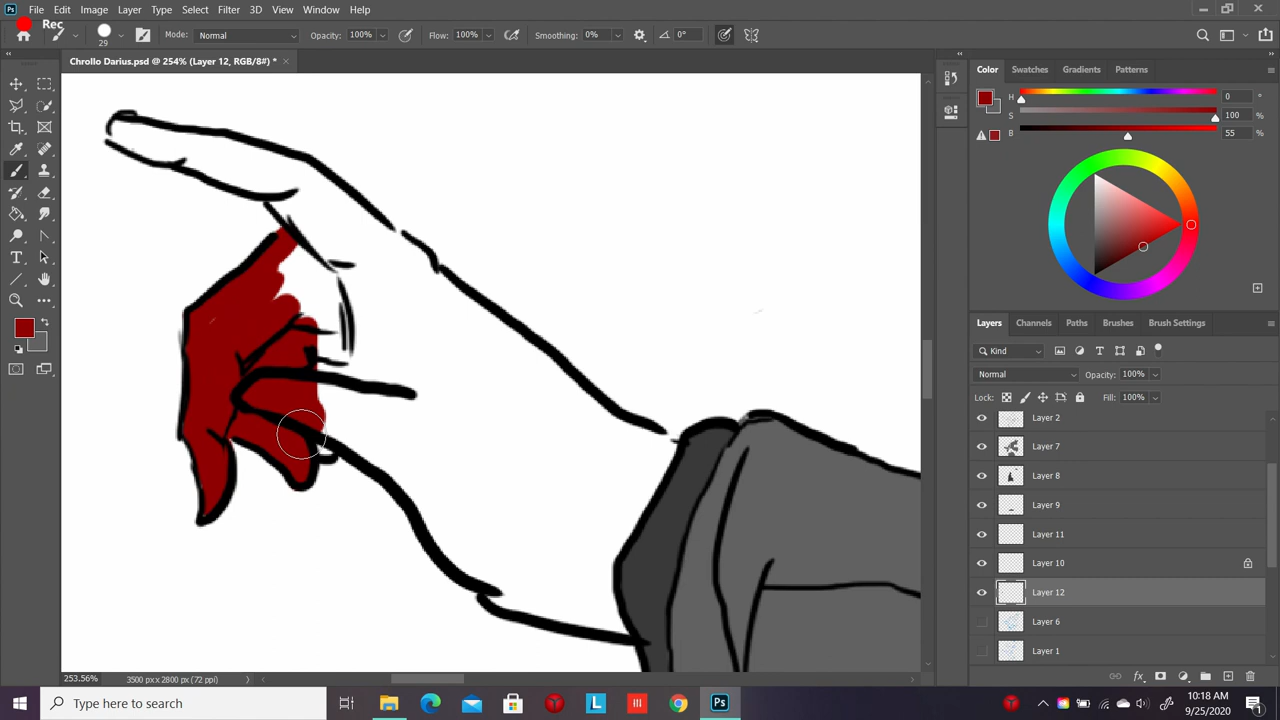 Rec
Ps File Edit Image Layer Type Select Filter 3D View Window Help
29 Mode: Normal Opacity: 100% Flow: 100% Smoothing: 0% 0°
Chrollo Darius.psd @ 254% (Layer 12, RGB/8#) * ×
Color Swatches Gradients Patterns
H 0 °
S 100 %
B 55 %
Layers Channels Paths Brushes Brush Settings
Kind
Normal Opacity: 100%
Lock: Fill: 100%
Layer 2
Layer 7
Layer 8
Layer 9
Layer 11
Layer 10
Layer 12
Layer 6
Layer 1
253.56% 3500 px x 2800 px (72 ppi)
Type here to search
L
Ps
10:18 AM
9/25/2020